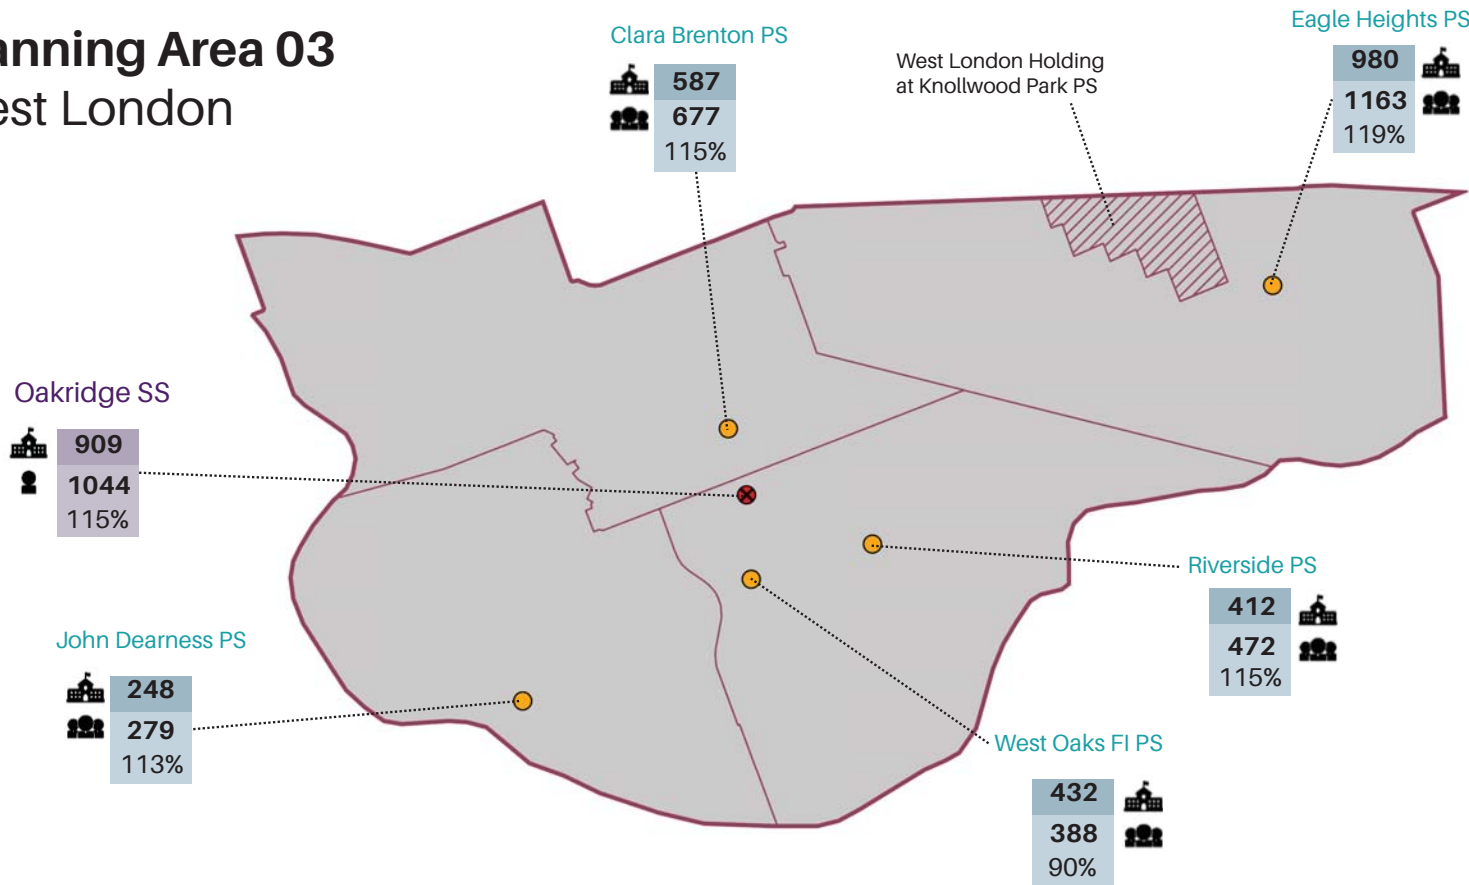 anning Area 03
est London
Clara Brenton PS
587
677
115%
West London Holding
at Knollwood Park PS
Eagle Heights PS
980
1163
119%
Oakridge SS
909
1044
115%
Riverside PS
412
472
115%
John Dearness PS
248
279
113%
West Oaks FI PS
432
388
90%